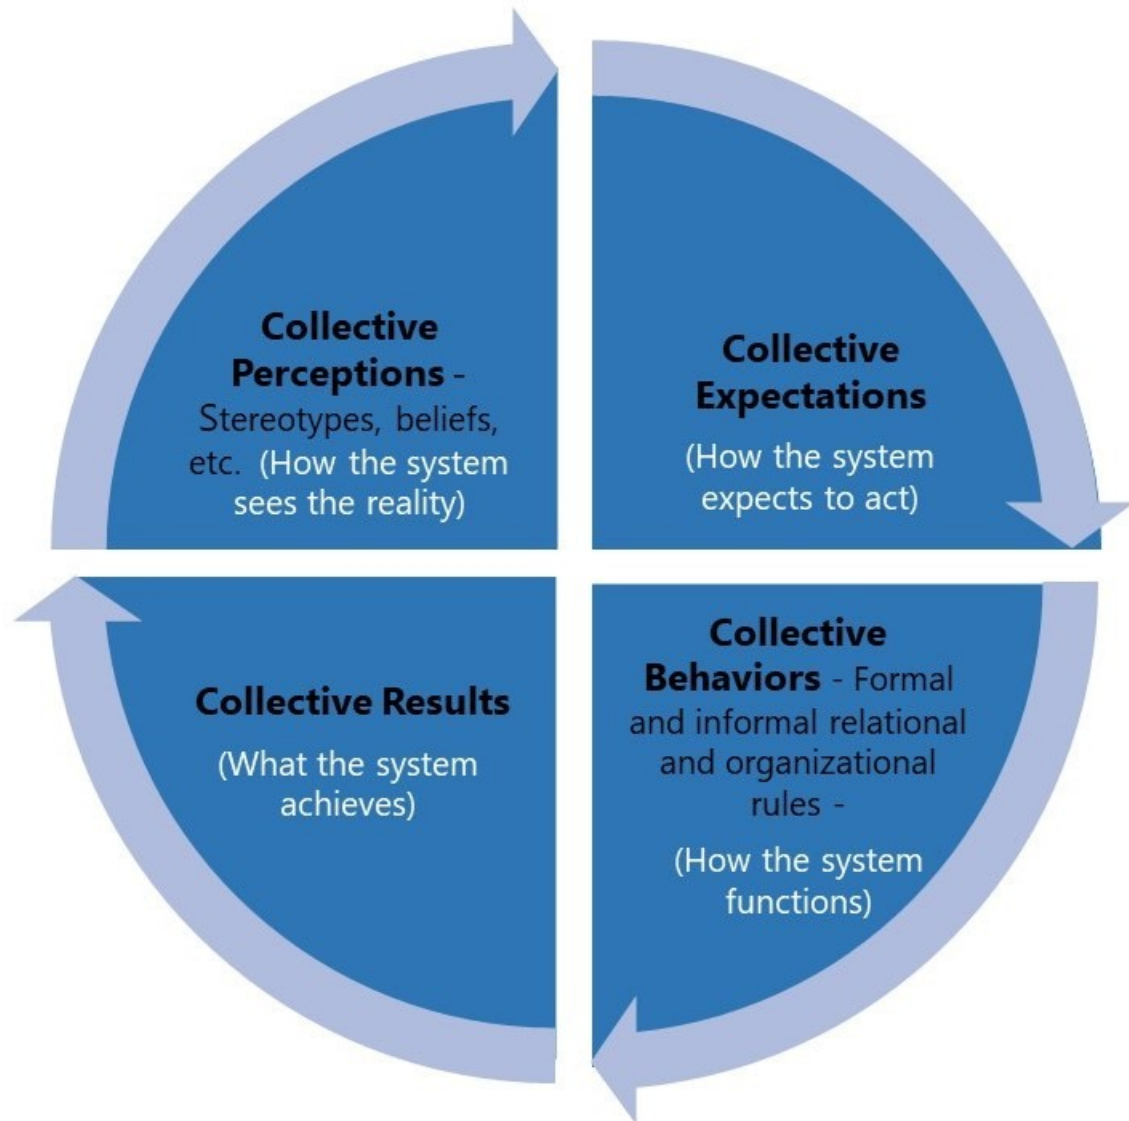 Collective
Perceptions -
Stereotypes, beliefs,
etc. (How the system
sees the reality)
Collective
Expectations
(How the system
expects to act)
Collective Results
(What the system
achieves)
Collective
Behaviors - Formal
and informal relational
and organizational
rules -
(How the system
functions)